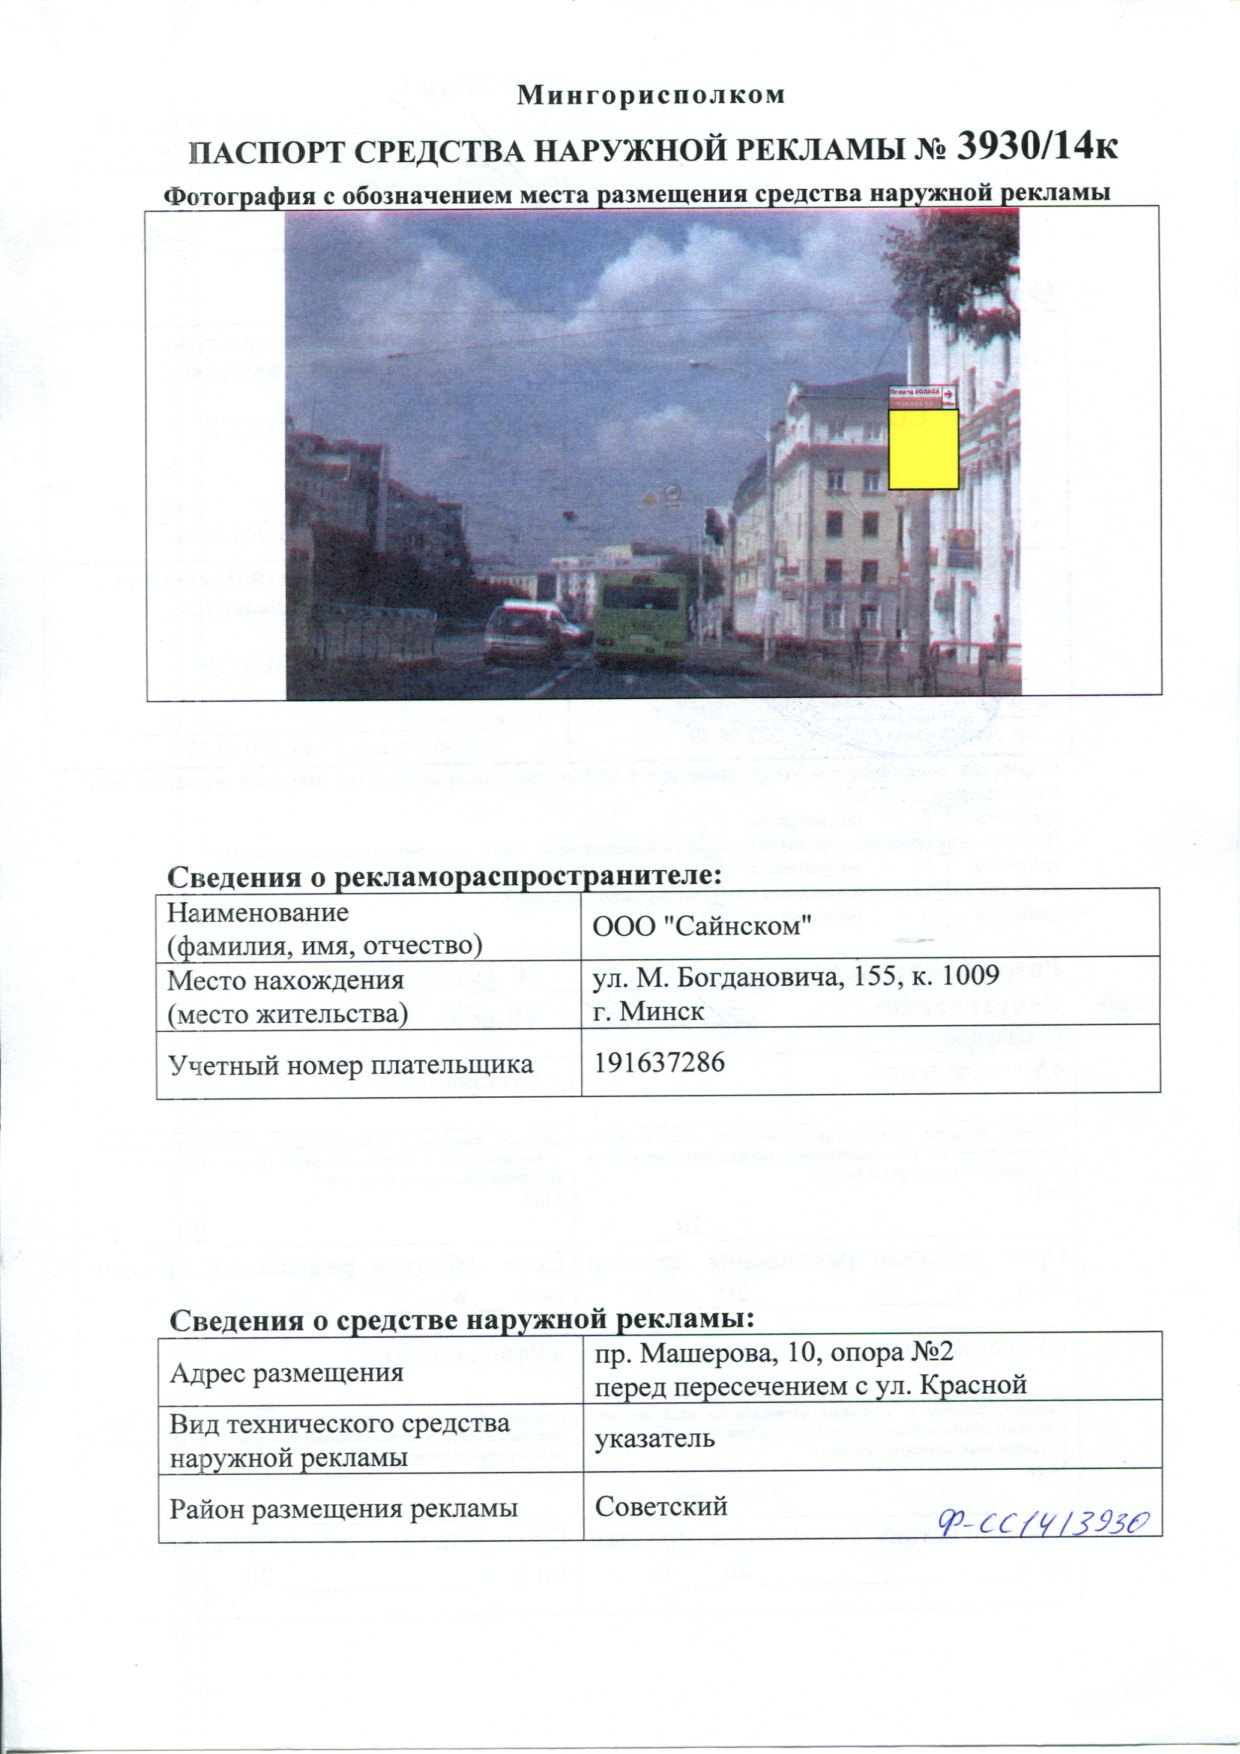 Мингорисполком
ПАСПОРТ СРЕДСТВА НАРУЖНОЙ РЕКЛАМЫ № 3930/14к
Фотография с обозначением места размещения средства наружной рекламы
Сведения о рекламораспространителе:
Наименование
(фамилия, имя, отчество)
ООО "Сайнском"
Место нахождения
(место жительства)
ул. М. Богдановича, 155, к. 1009
г. Минск
Учетный номер плательщика
191637286
Сведения о средстве наружной рекламы:
Адрес размещения
пр. Машерова, 10, опора №2
перед пересечением с ул. Красной
Вид технического средства
наружной рекламы
указатель
Район размещения рекламы
Советский
Ф-СС/14/3930